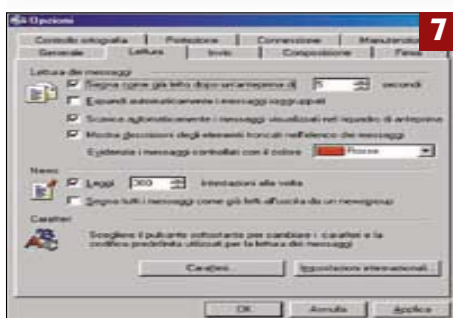 7
Opzioni
Controllo ortografia Protezione Connessione Manutenzione
Generale Lettura Invio Composizione Firma
Lettura dei messaggi
Segna come già letto dopo un'anteprima di 5 secondi
Espandi automaticamente i messaggi raggruppati
Scarica automaticamente i messaggi visualizzati nel riquadro di anteprima
Mostra descrizioni degli elementi troncati nell'elenco dei messaggi
Evidenzia i messaggi controllati con il colore Rosso
News
Leggi 300 intestazioni alla volta
Segna tutti i messaggi come già letti all'uscita da un newsgroup
Caratteri
Scegliere il pulsante sottostante per cambiare i caratteri e la
codifica predefinita utilizzati per la lettura dei messaggi
Caratteri... Impostazioni internazionali...
OK Annulla Applica